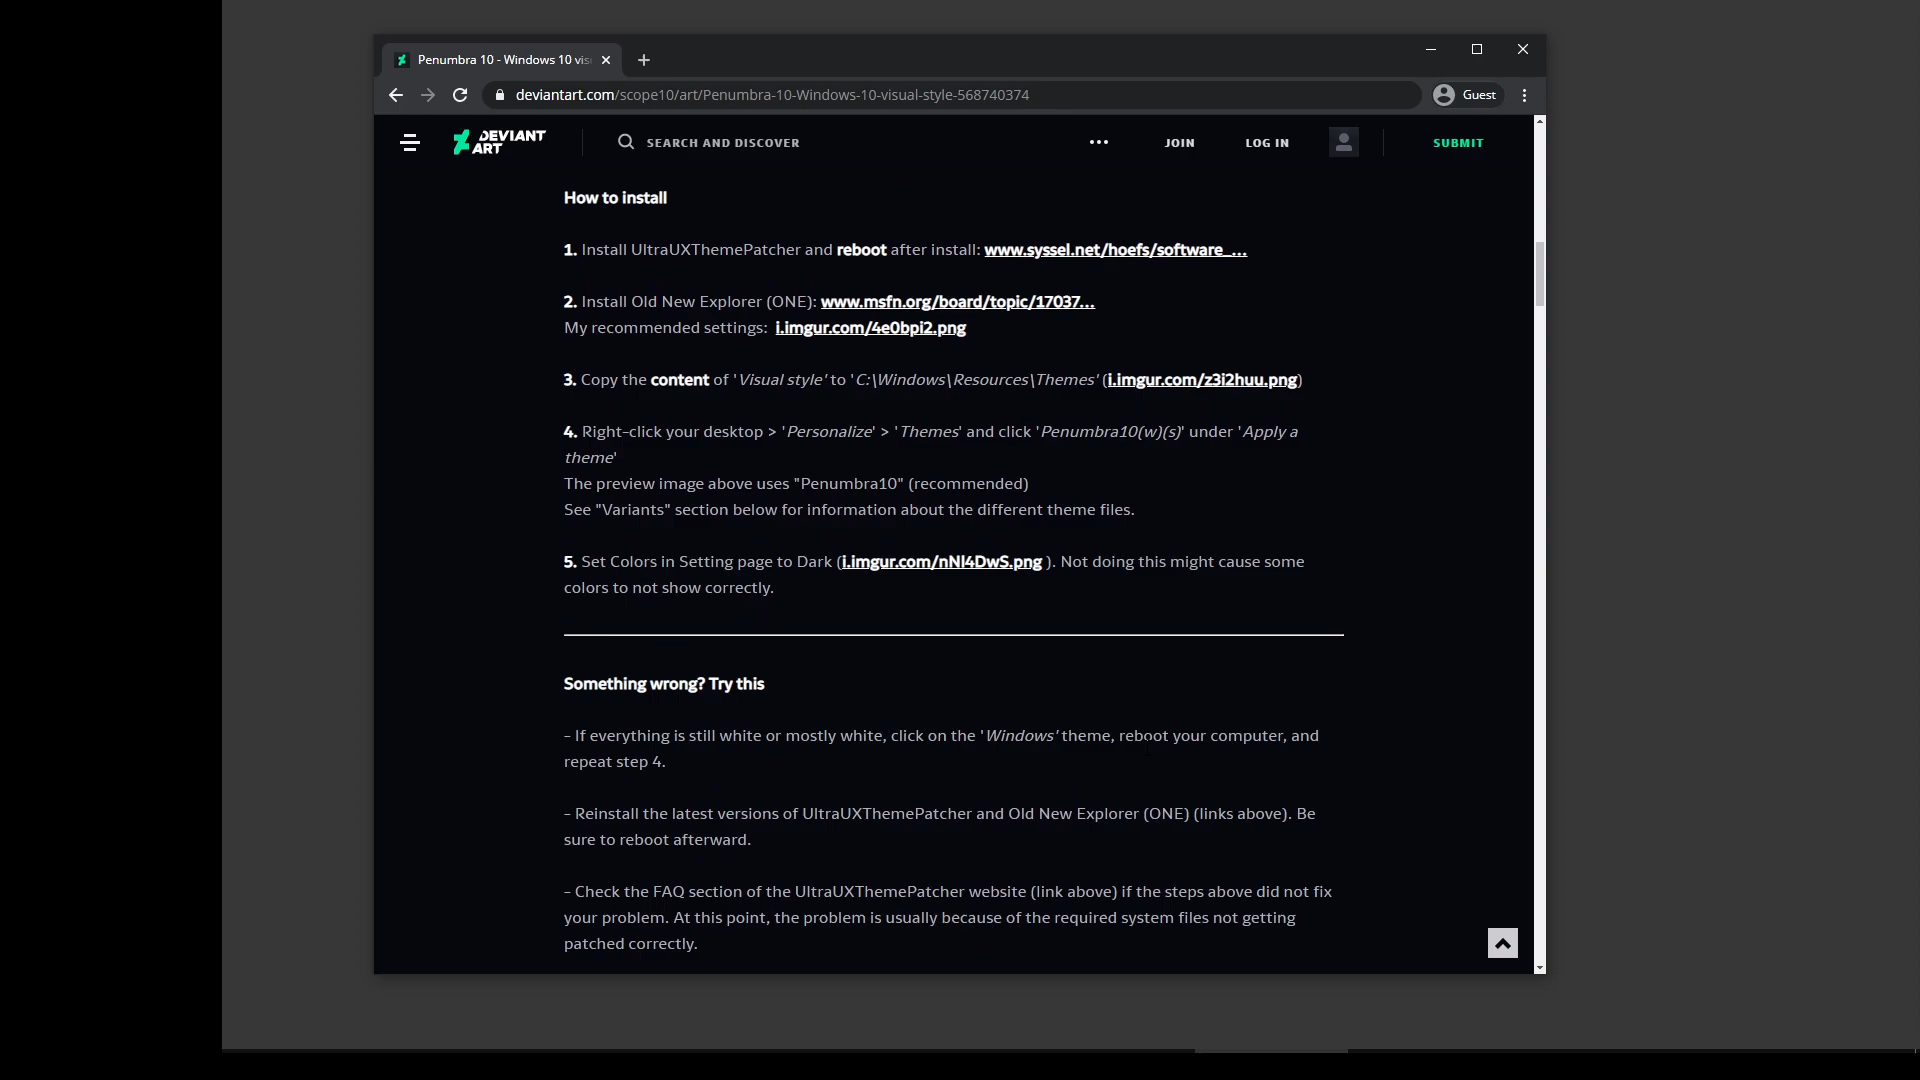 Penumbra 10 - Windows 10 vis
deviantart.com/scope10/art/Penumbra-10-Windows-10-visual-style-568740374
Guest
DEVIANT
ART
SEARCH AND DISCOVER
JOIN
LOG IN
SUBMIT
How to install
1. Install UltraUXThemePatcher and reboot after install: www.syssel.net/hoefs/software_...
2. Install Old New Explorer (ONE): www.msfn.org/board/topic/17037...
My recommended settings: i.imgur.com/4e0bpi2.png
3. Copy the content of 'Visual style' to 'C:\Windows\Resources\Themes' (i.imgur.com/z3i2huu.png)
4. Right-click your desktop > 'Personalize' > 'Themes' and click 'Penumbra10(w)(s)' under 'Apply a
theme'
The preview image above uses "Penumbra10" (recommended)
See "Variants" section below for information about the different theme files.
5. Set Colors in Setting page to Dark (i.imgur.com/nNl4DwS.png ). Not doing this might cause some
colors to not show correctly.
Something wrong? Try this
- If everything is still white or mostly white, click on the 'Windows' theme, reboot your computer, and
repeat step 4.
- Reinstall the latest versions of UltraUXThemePatcher and Old New Explorer (ONE) (links above). Be
sure to reboot afterward.
- Check the FAQ section of the UltraUXThemePatcher website (link above) if the steps above did not fix
your problem. At this point, the problem is usually because of the required system files not getting
patched correctly.